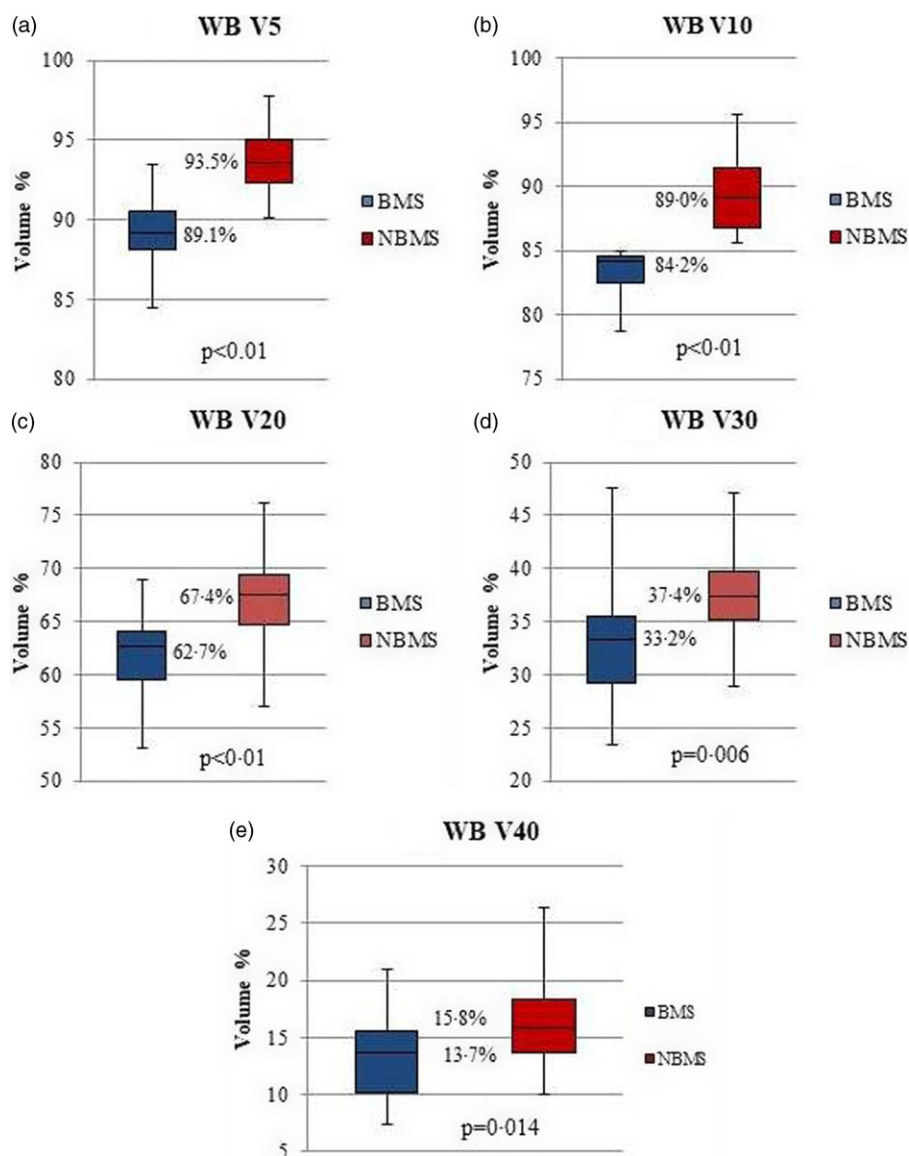 (a)
WB V5
Volume %
100
95
90
85
80
93.5%
89.1%
p<0.01
BMS
NBMS
(b)
WB V10
Volume %
100
95
90
85
80
75
89·0%
84·2%
p<0·01
BMS
NBMS
(c)
WB V20
Volume %
80
75
70
65
60
55
50
67·4%
62·7%
p<0·01
BMS
NBMS
(d)
WB V30
Volume %
50
45
40
35
30
25
20
37·4%
33·2%
p=0·006
BMS
NBMS
(e)
WB V40
Volume %
30
25
20
15
10
5
15·8%
13·7%
p=0·014
BMS
NBMS